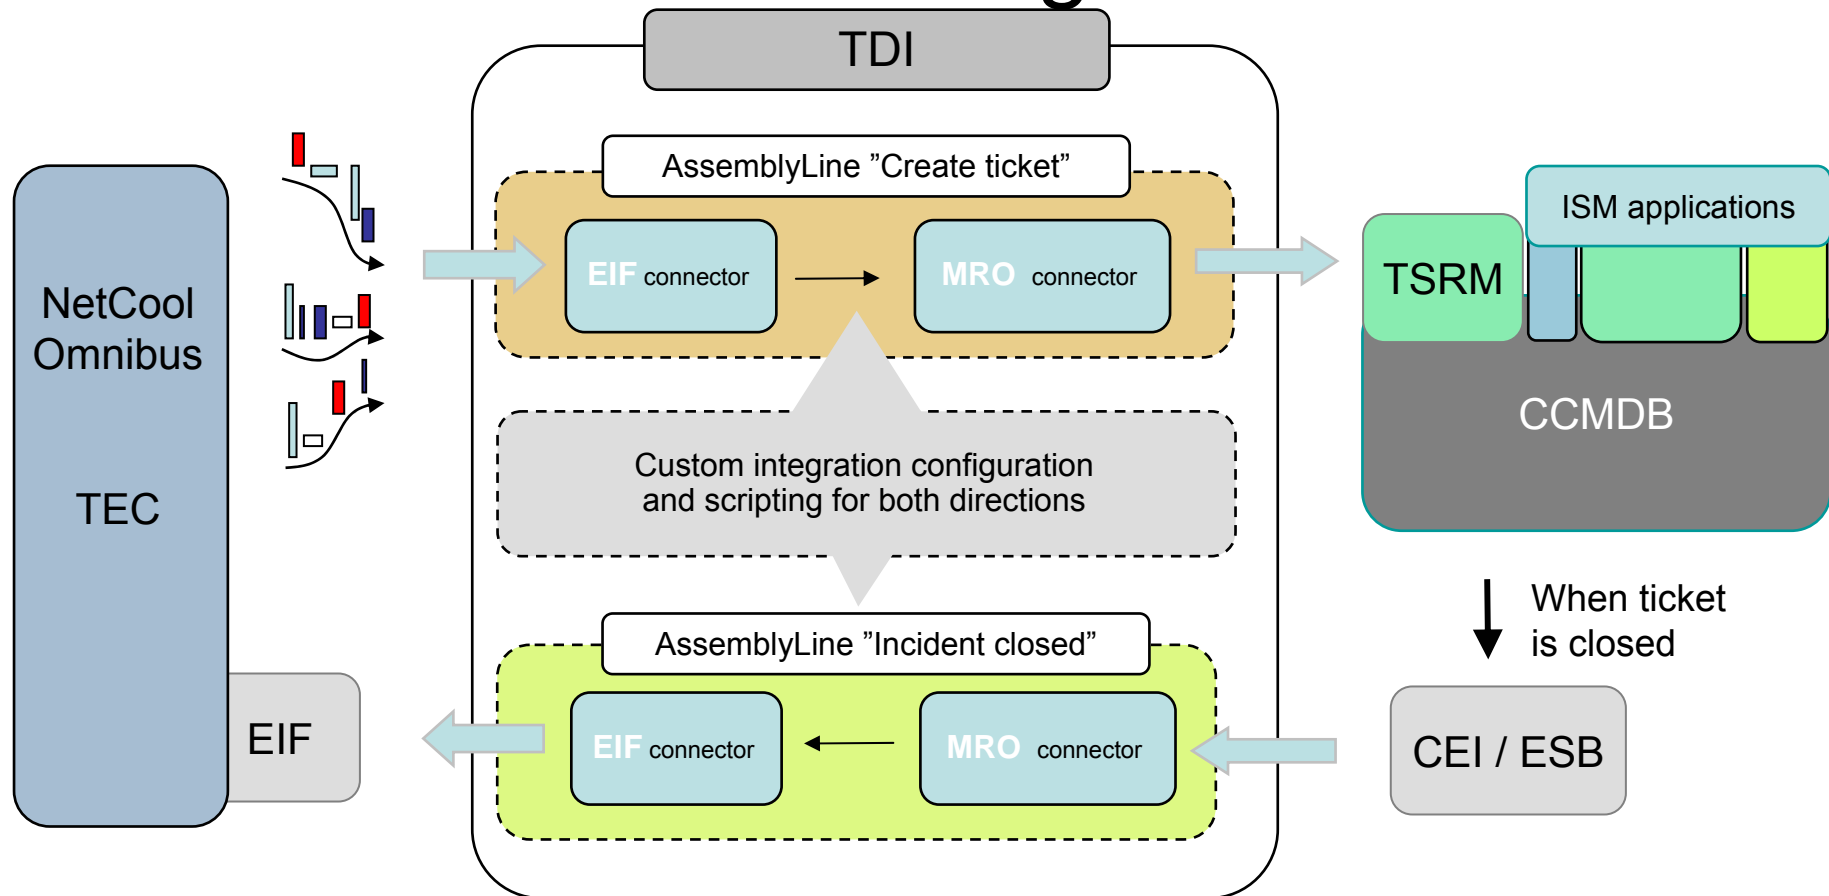 TDI
AssemblyLine ”Create ticket”
EIF connector
MRO connector
NetCool
Omnibus
TEC
ISM applications
TSRM
CCMDB
Custom integration configuration
and scripting for both directions
When ticket
is closed
AssemblyLine ”Incident closed”
EIF connector
MRO connector
EIF
CEI / ESB